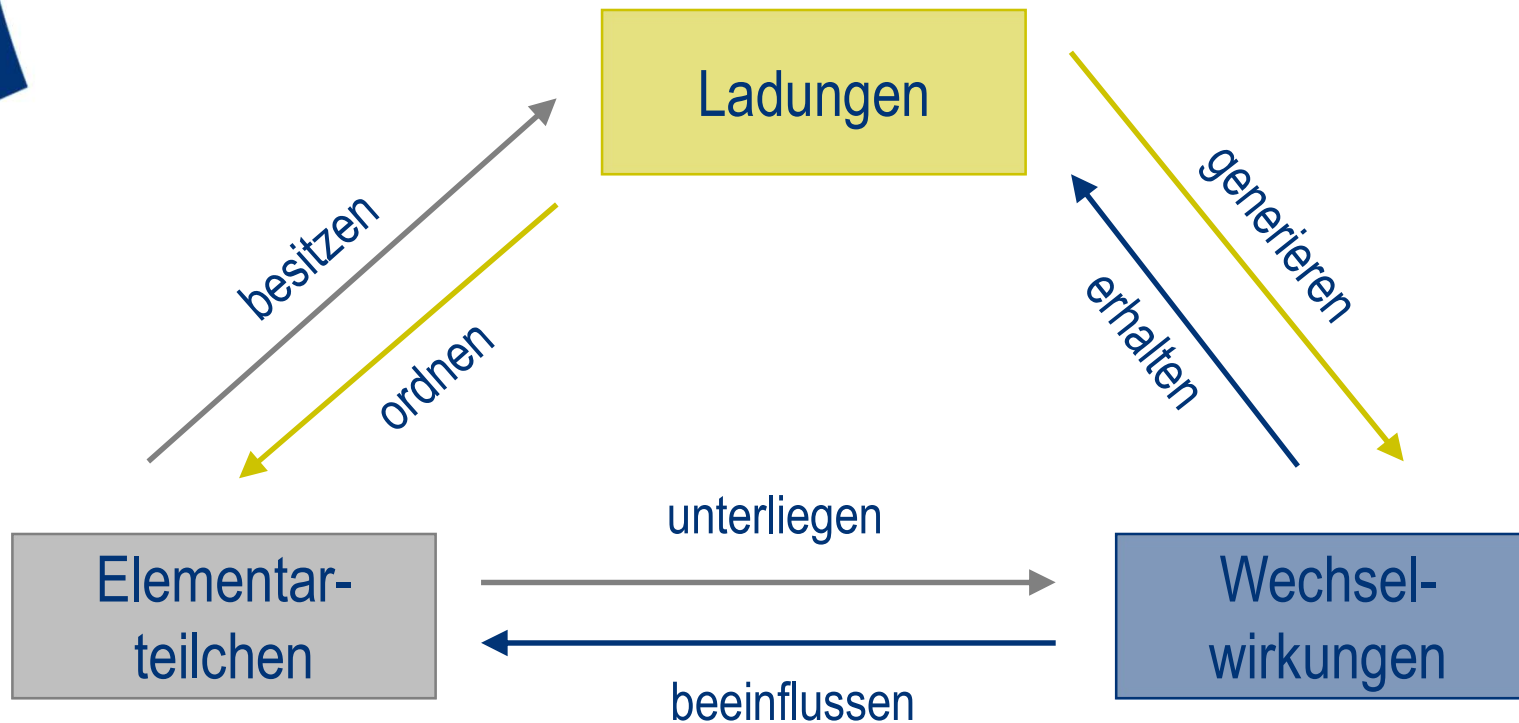 Ladungen
besitzen
generieren
ordnen
erhalten
unterliegen
Elementar-
teilchen
Wechsel-
wirkungen
beeinflussen